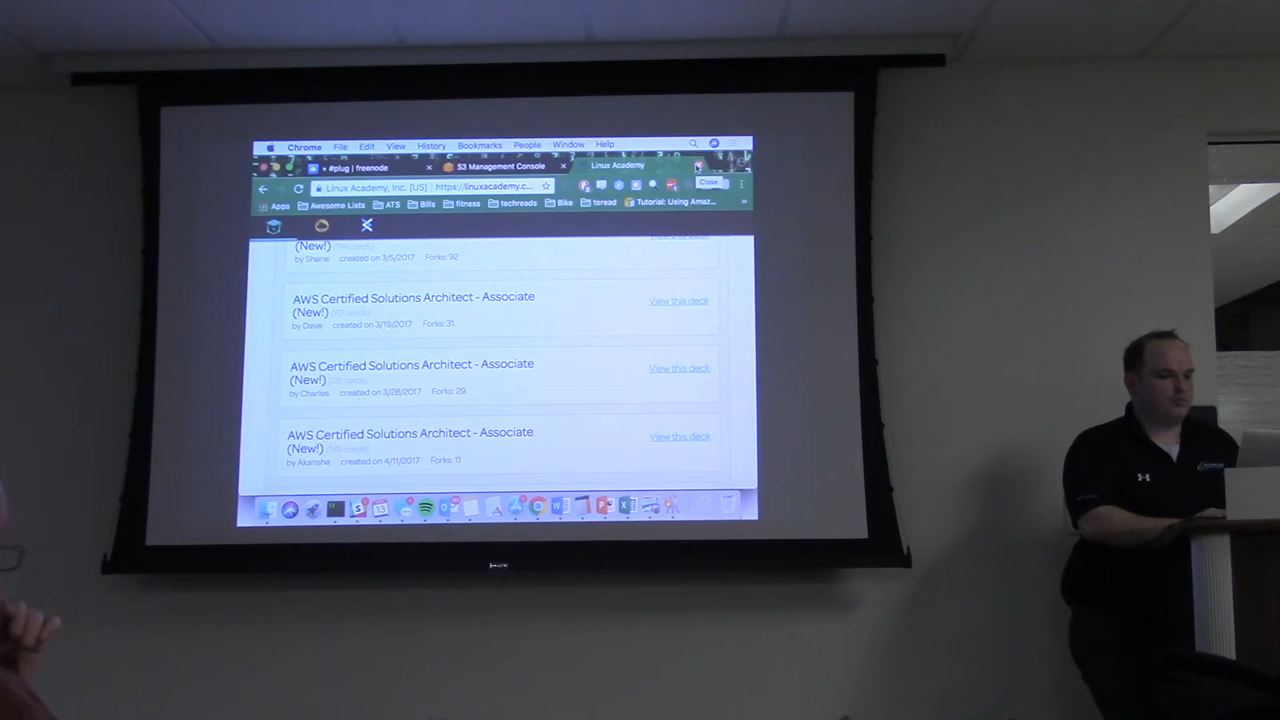 Chrome File Edit View History Bookmarks People Window Help
#plug | freenode S3 Management Console Linux Academy
Linux Academy, Inc. [US] https://linuxacademy.c...
Close
Apps Awesome Lists ATS Bills fitness techreads Bike toread Tutorial: Using Amaz... »
(New!)
by Shane created on 3/5/2017 Forks: 92
AWS Certified Solutions Architect - Associate View this deck
(New!)
by Dave created on 3/19/2017 Forks: 31
AWS Certified Solutions Architect - Associate View this deck
(New!)
by Charles created on 3/28/2017 Forks: 29
AWS Certified Solutions Architect - Associate View this deck
(New!)
by Akansha created on 4/11/2017 Forks: 11
13